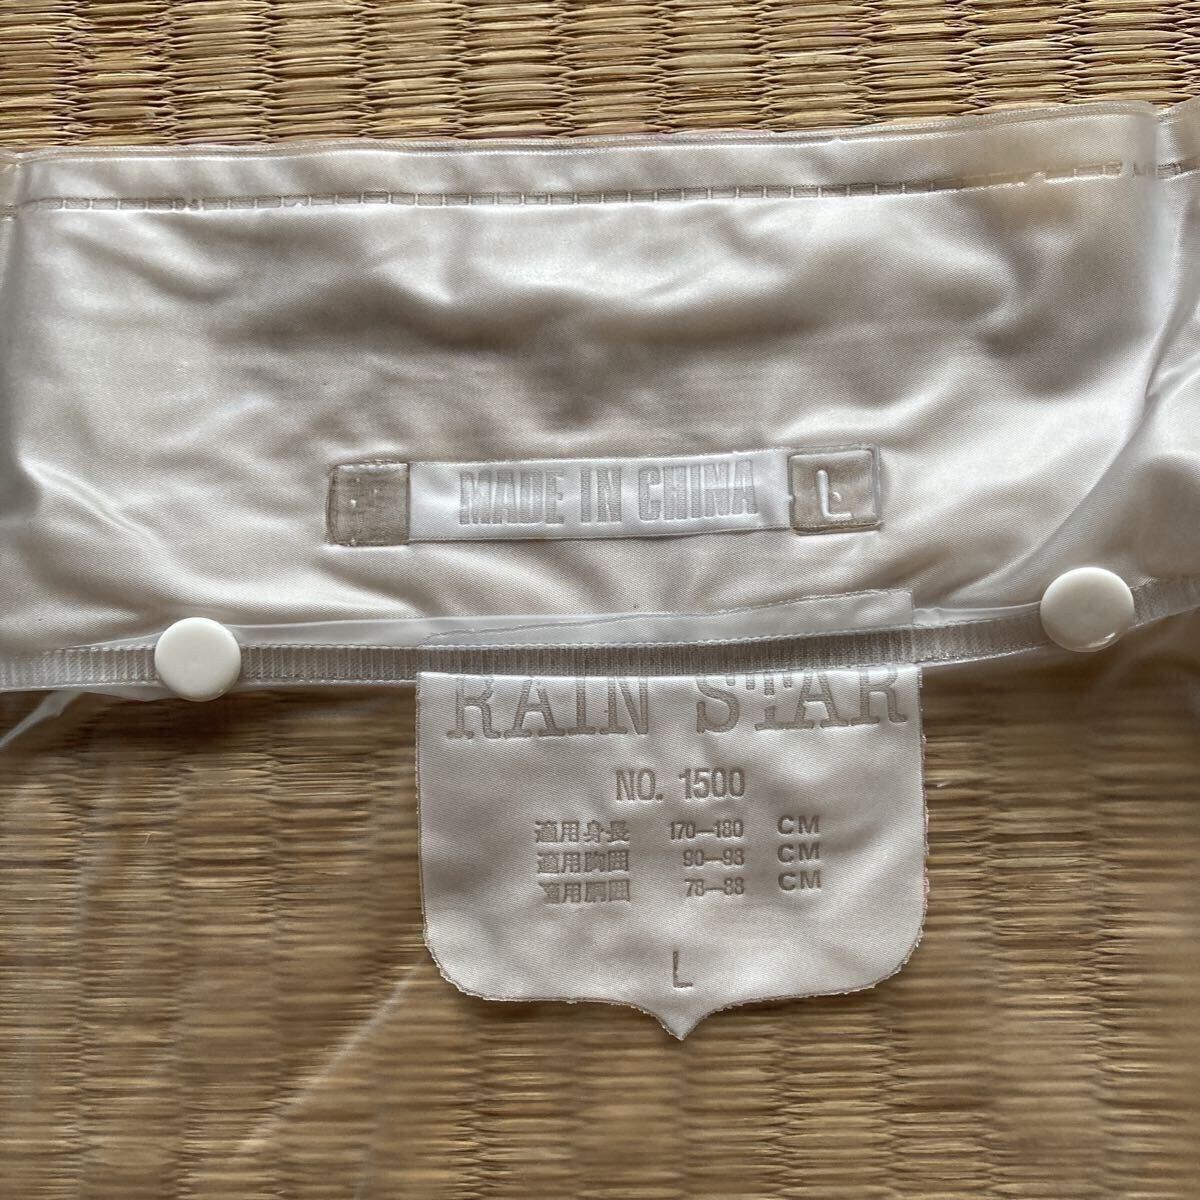 MADE IN CHINA L
RAIN STAR
NO. 1500
適用身長 170-180 CM
適用胸囲 90-98 CM
適用胴囲 78-88 CM
L